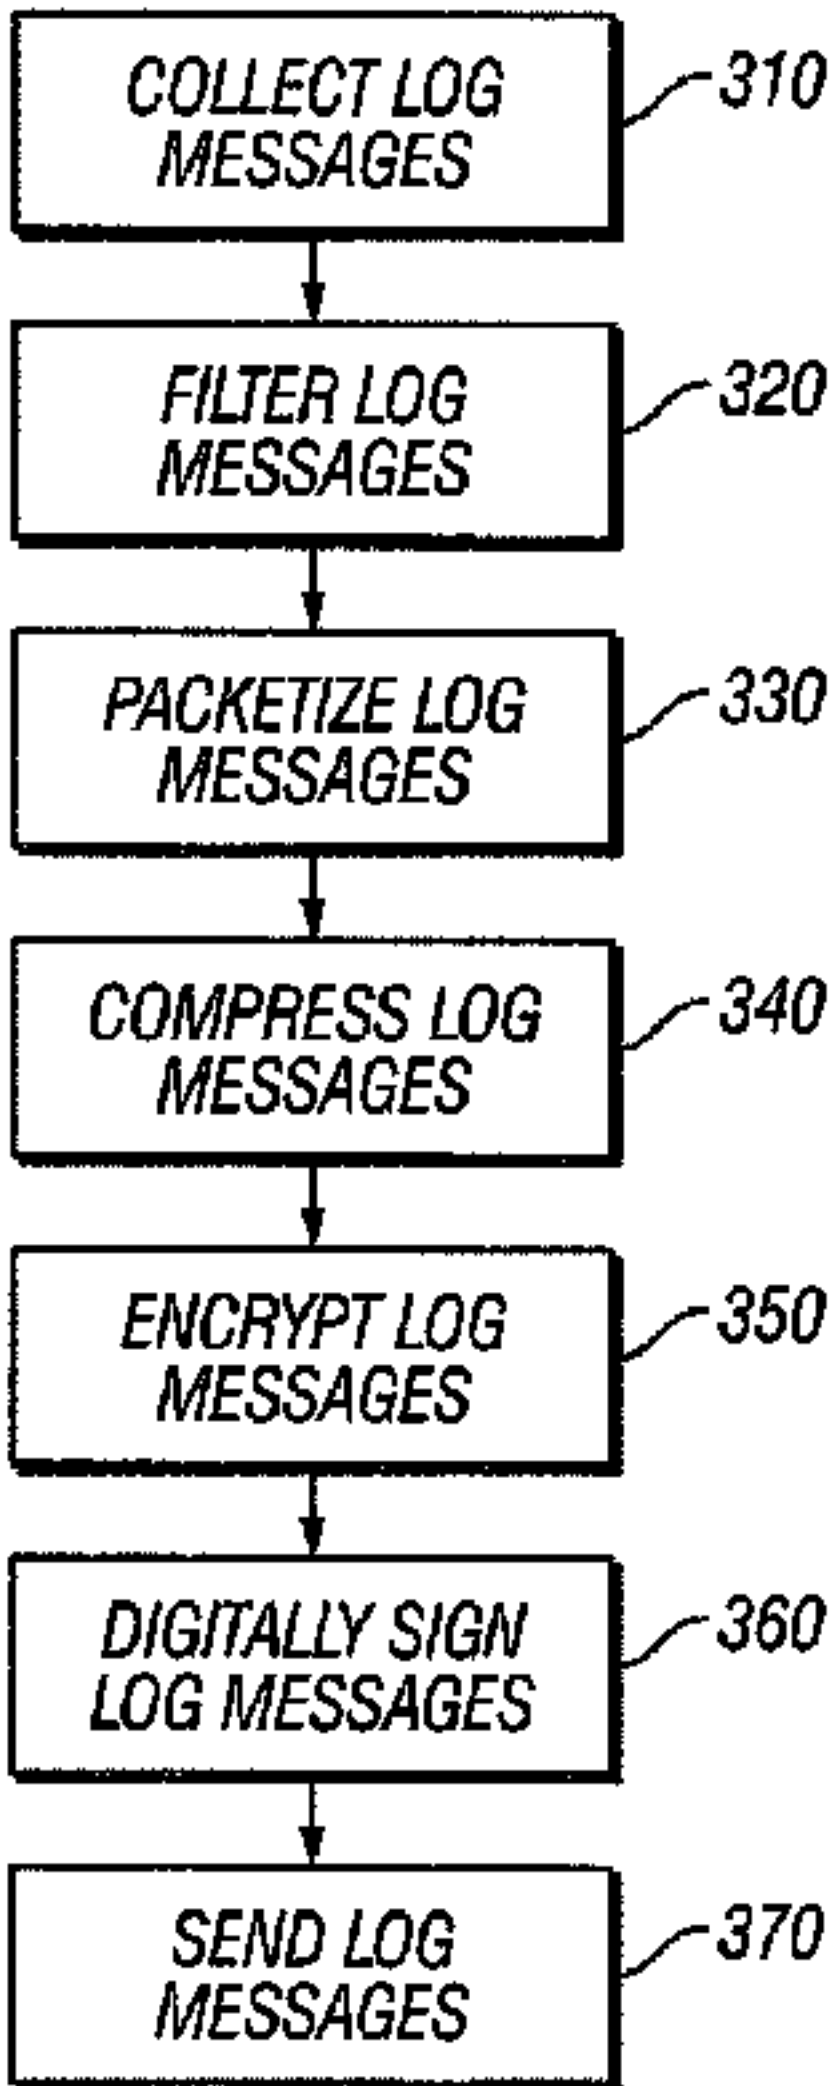 COLLECT LOG
MESSAGES
310
FILTER LOG
MESSAGES
320
PACKETIZE LOG
MESSAGES
330
COMPRESS LOG
MESSAGES
340
ENCRYPT LOG
MESSAGES
350
DIGITALLY SIGN
LOG MESSAGES
360
SEND LOG
MESSAGES
370